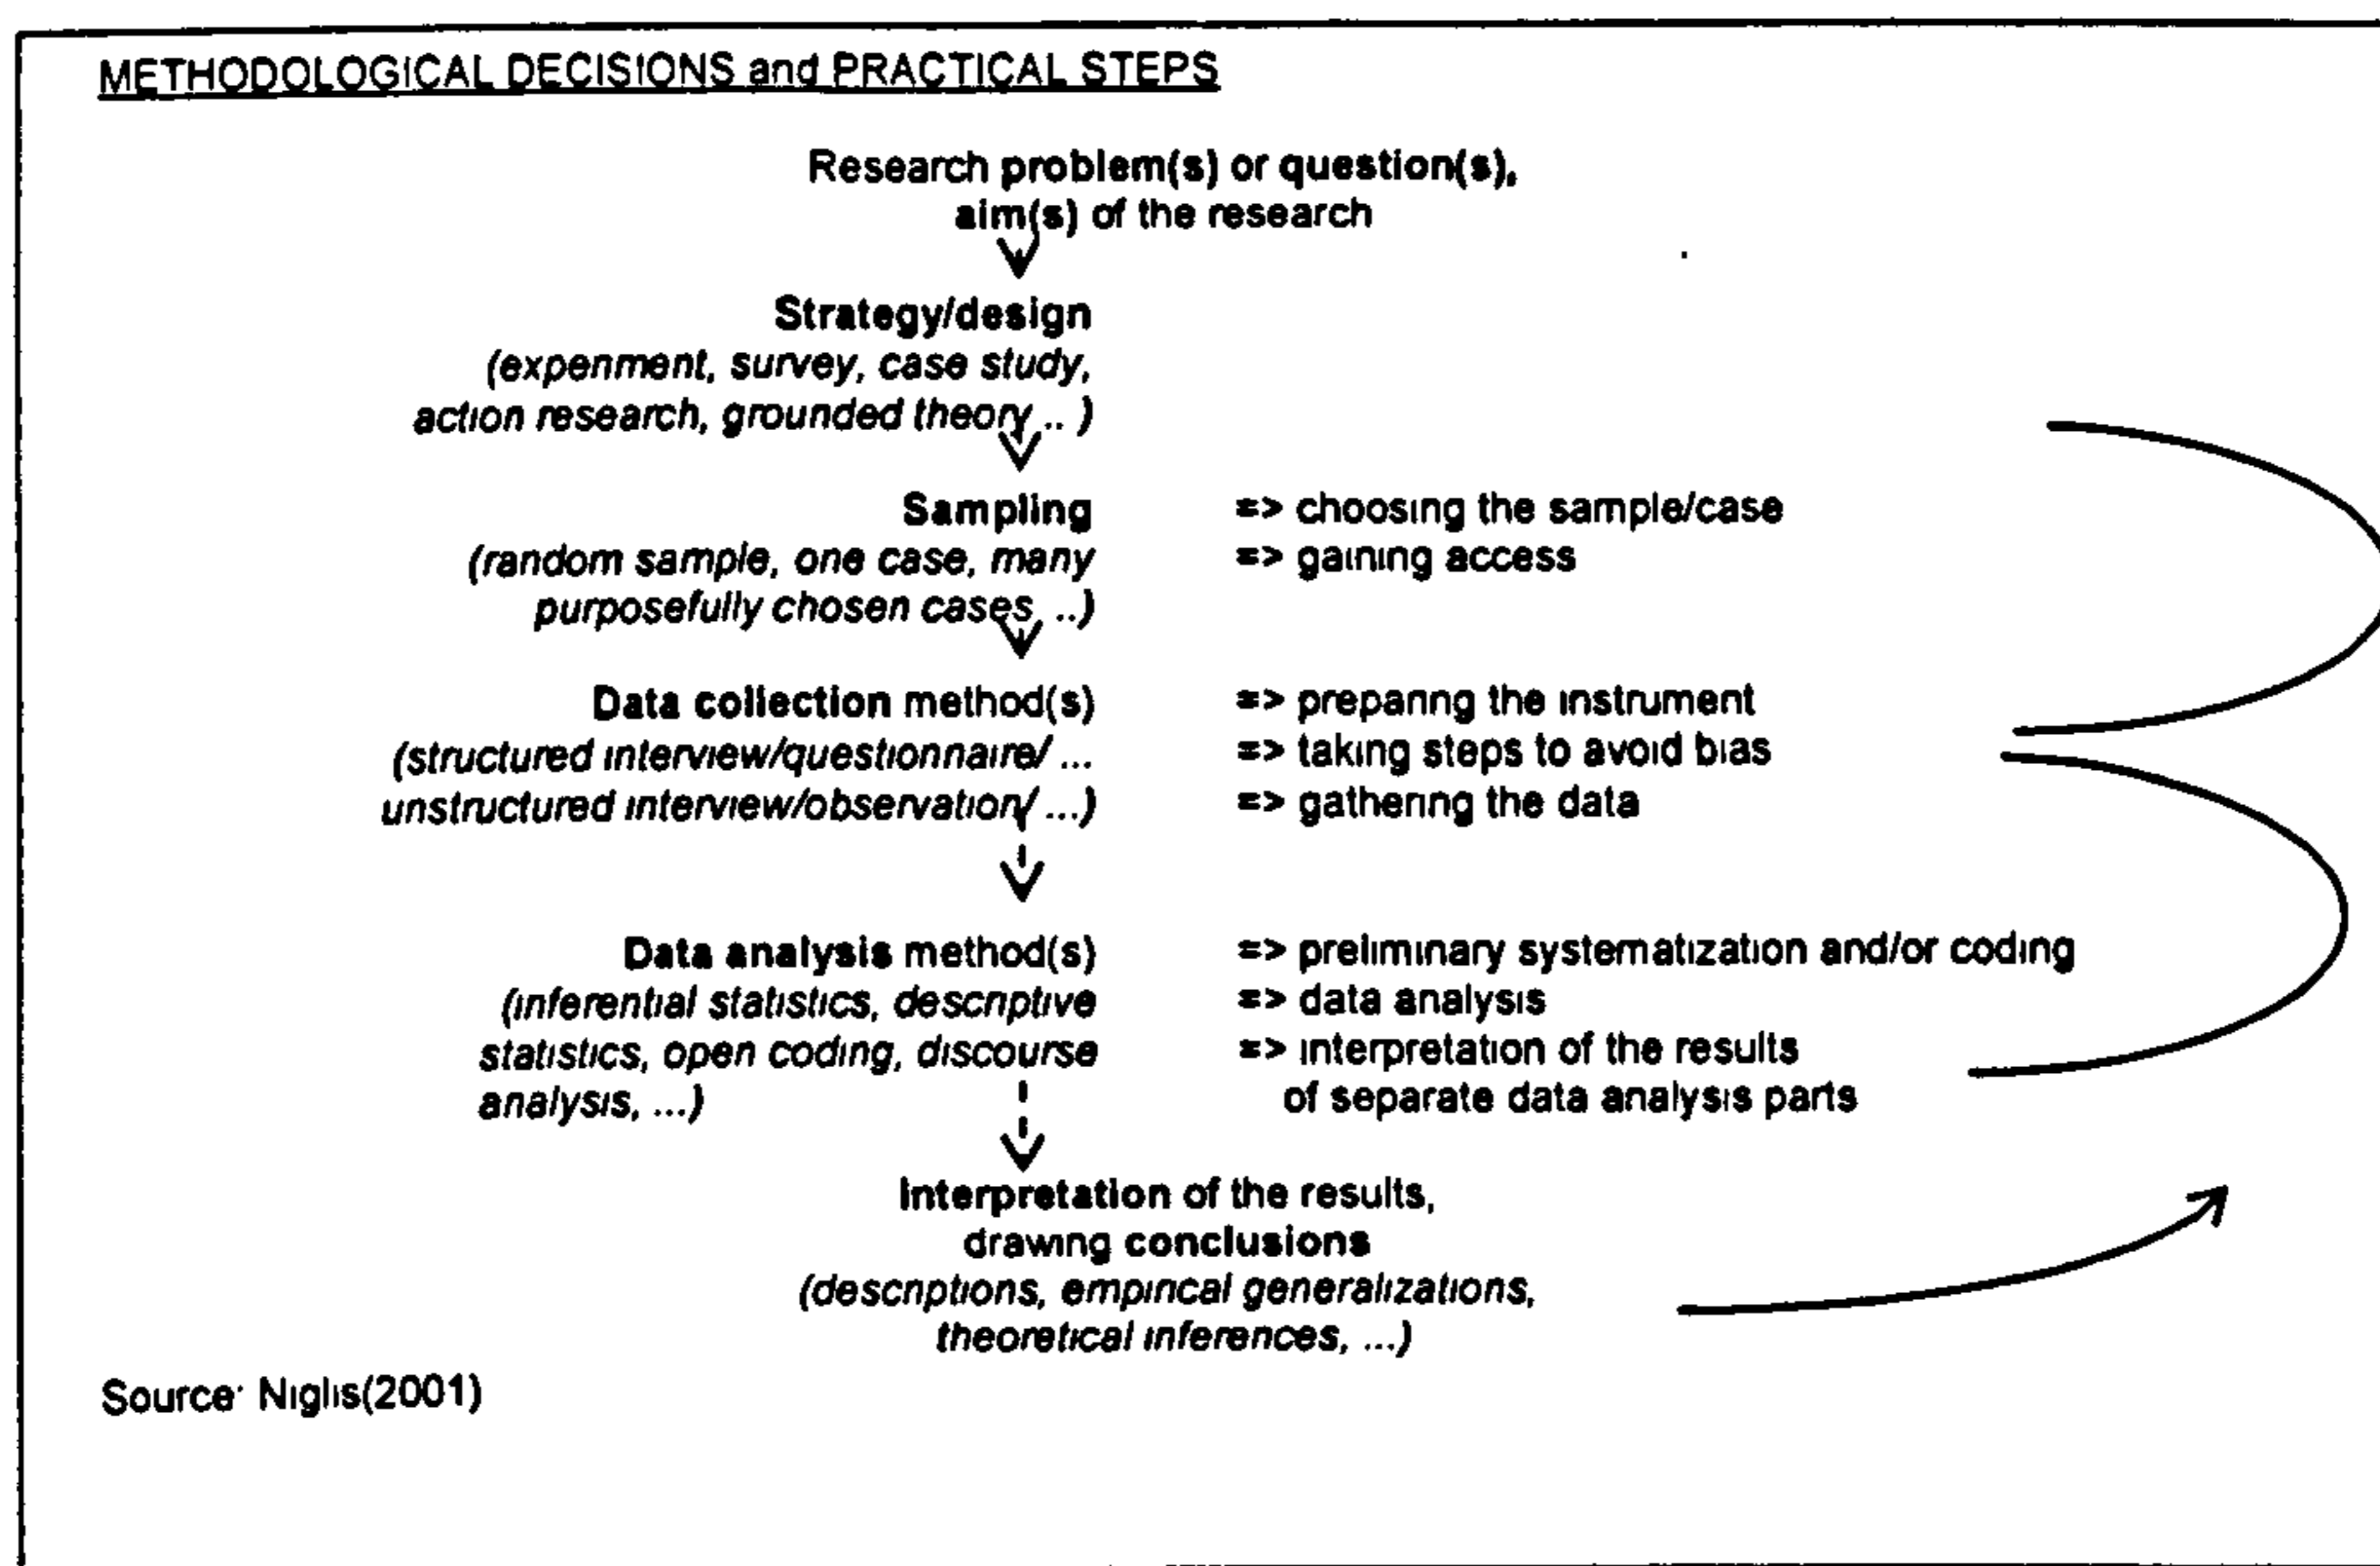 METHODOLOGICAL DECISIONS and PRACTICAL STEPS
Research problem(s) or question(s),
aim(s) of the research
Strategy/design
(experiment, survey, case study,
action research, grounded theory .. )
Sampling => choosing the sample/case
(random sample, one case, many => gaining access
purposefully chosen cases, ..)
Data collection method(s) => preparing the instrument
(structured interview/questionnaire/ ... => taking steps to avoid bias
unstructured interview/observation/ ...) => gathering the data
Data analysis method(s) => preliminary systematization and/or coding
(inferential statistics, descriptive => data analysis
statistics, open coding, discourse => interpretation of the results
analysis, ...) of separate data analysis parts
Interpretation of the results,
drawing conclusions
(descriptions, empirical generalizations,
theoretical inferences, ...)
Source: Niglis(2001)